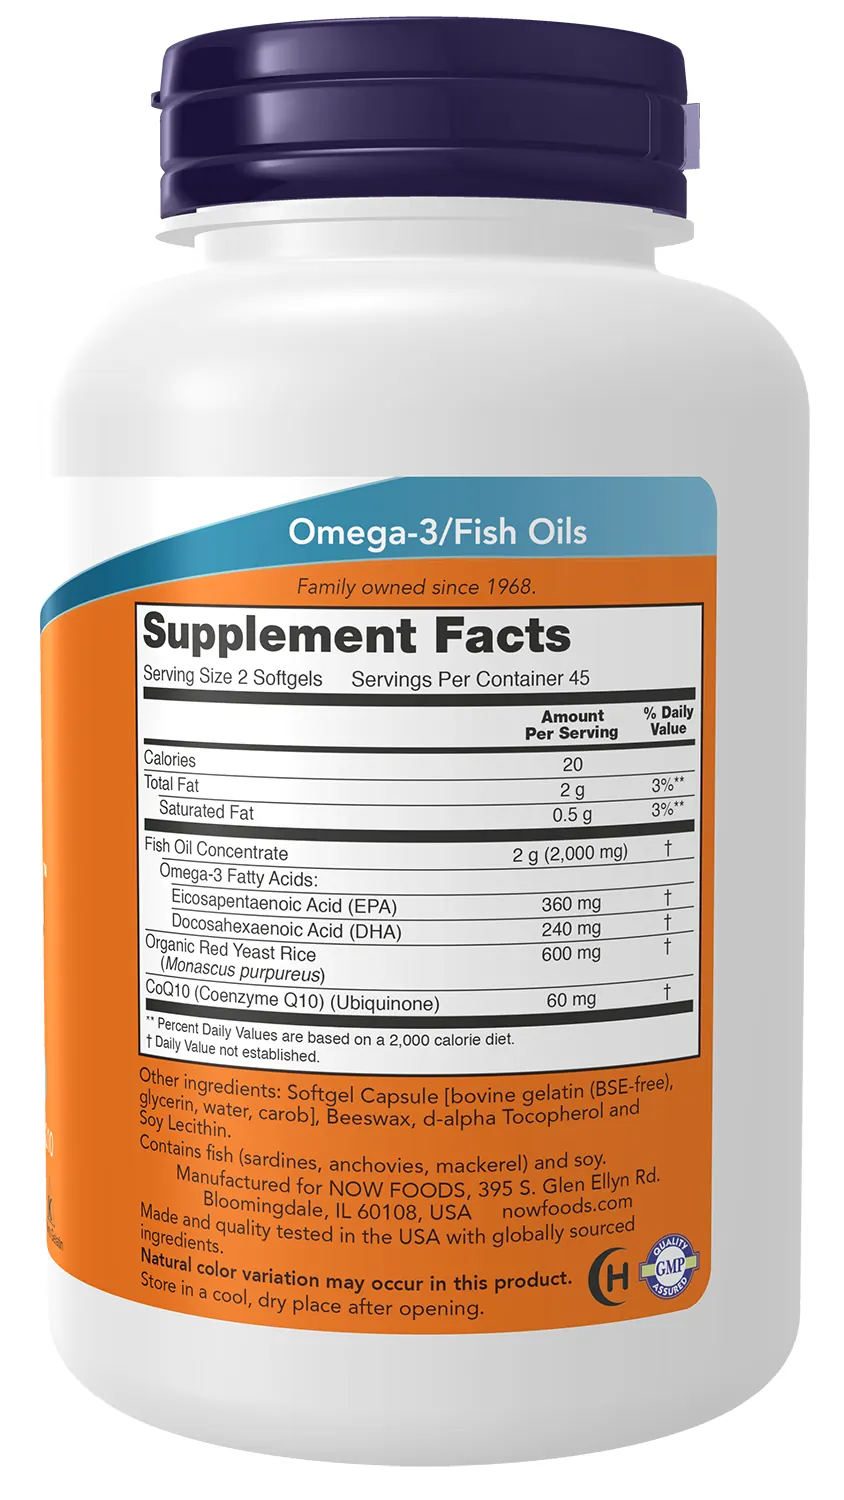 Omega-3/Fish Oils
Family owned since 1968.
Supplement Facts
Serving Size 2 Softgels Servings Per Container 45
Amount Per Serving % Daily Value
Calories 20
Total Fat 2 g 3%**
Saturated Fat 0.5 g 3%**
Fish Oil Concentrate 2 g (2,000 mg) †
Omega-3 Fatty Acids:
Eicosapentaenoic Acid (EPA) 360 mg †
Docosahexaenoic Acid (DHA) 240 mg †
Organic Red Yeast Rice 600 mg †
(Monascus purpureus)
CoQ10 (Coenzyme Q10) (Ubiquinone) 60 mg †
** Percent Daily Values are based on a 2,000 calorie diet.
† Daily Value not established.
Other ingredients: Softgel Capsule [bovine gelatin (BSE-free),
glycerin, water, carob], Beeswax, d-alpha Tocopherol and
Soy Lecithin.
Contains fish (sardines, anchovies, mackerel) and soy.
Manufactured for NOW FOODS, 395 S. Glen Ellyn Rd.
Bloomingdale, IL 60108, USA nowfoods.com
Made and quality tested in the USA with globally sourced
ingredients.
Natural color variation may occur in this product.
Store in a cool, dry place after opening.
H
QUALITY
GMP
ASSURED